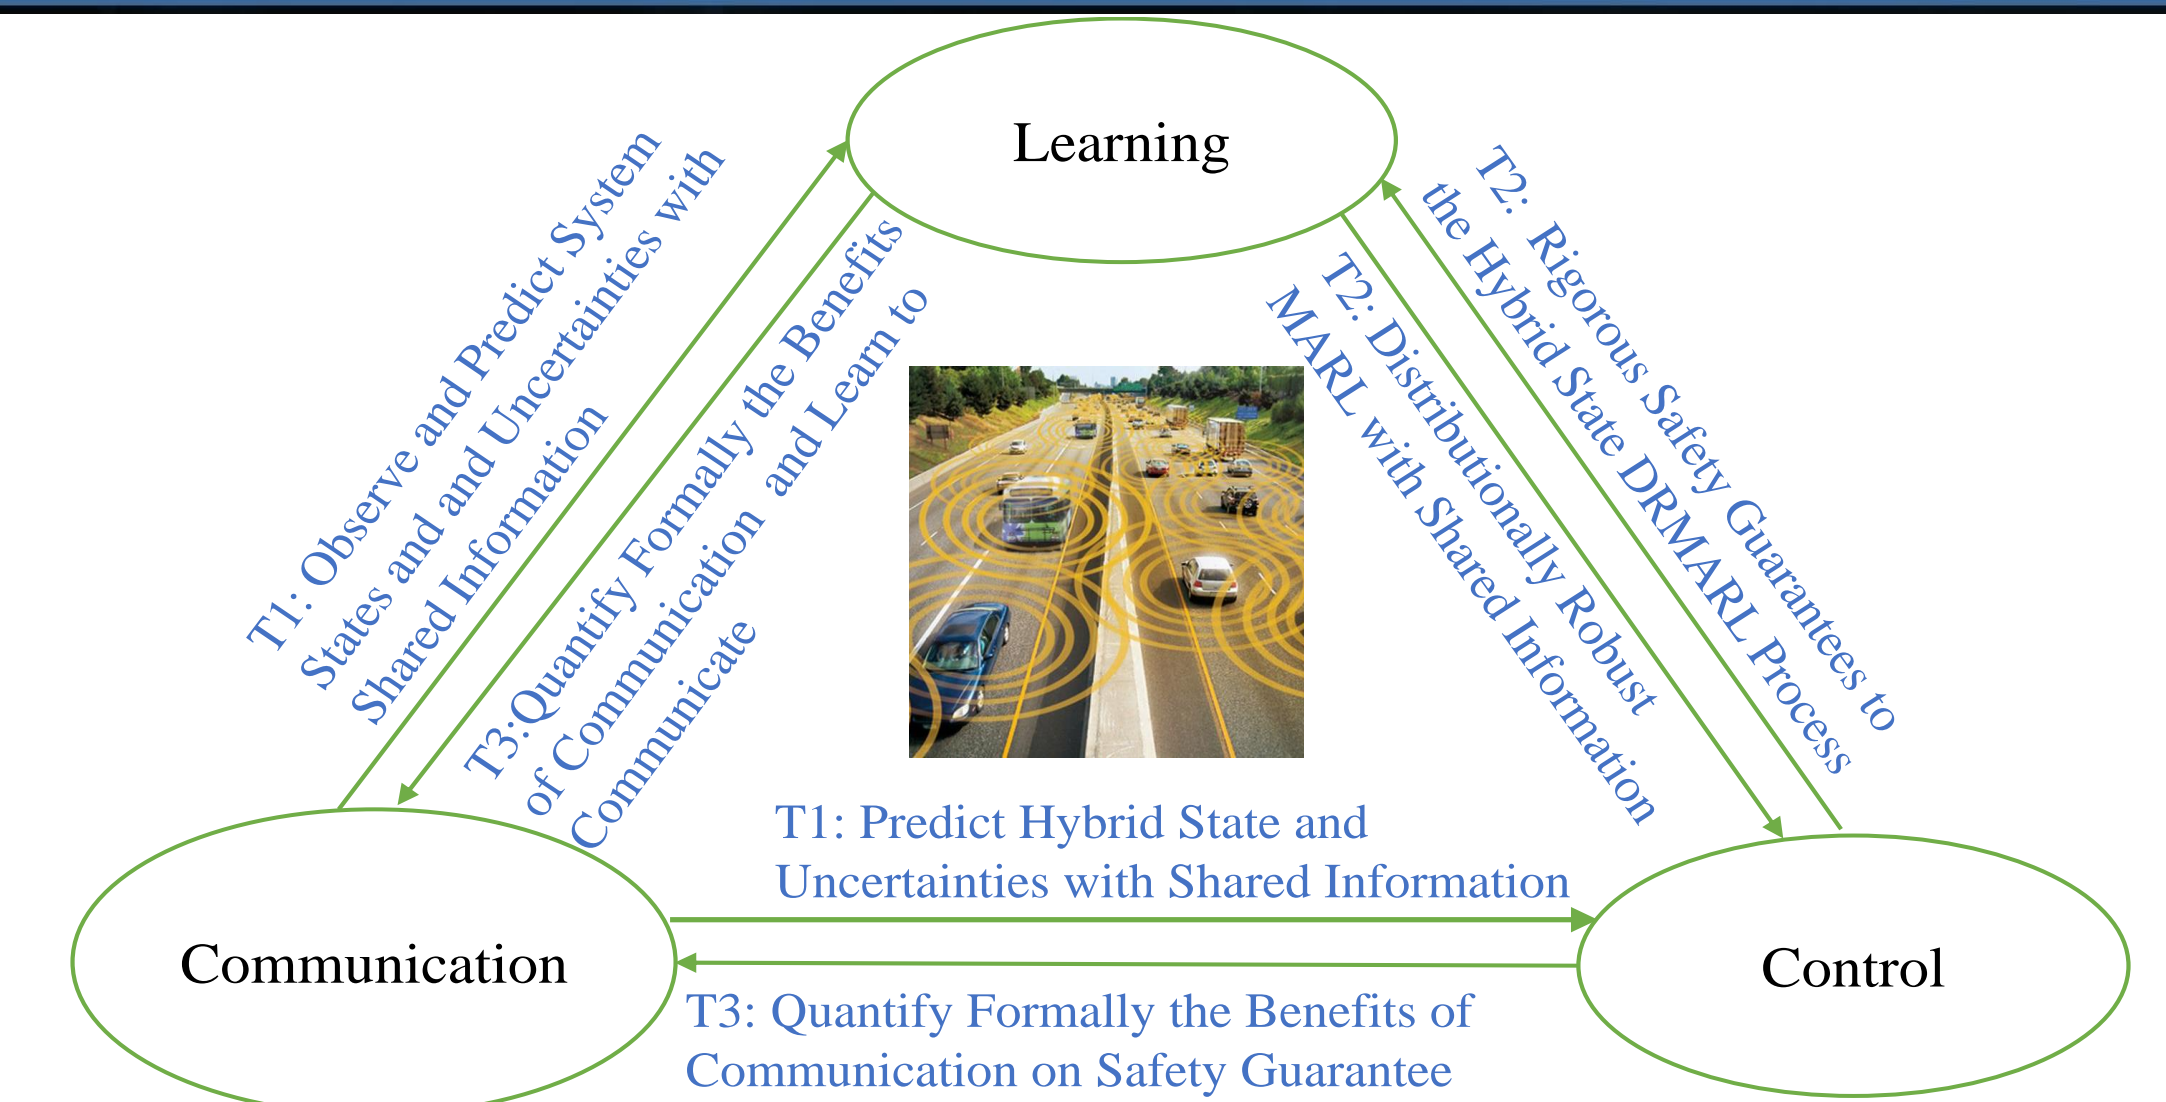 Learning
T1: Observe and Predict System
States and and Uncertainties with
Shared Information
T3:Quantify Formally the Benefits
of Communication and Learn to
Communicate
T2: Distributionally Robust
MARL with Shared Information
T2: Rigorous Safety Guarantees to
the Hybrid State DRMARL Process
T1: Predict Hybrid State and
Uncertainties with Shared Information
Communication
Control
T3: Quantify Formally the Benefits of
Communication on Safety Guarantee